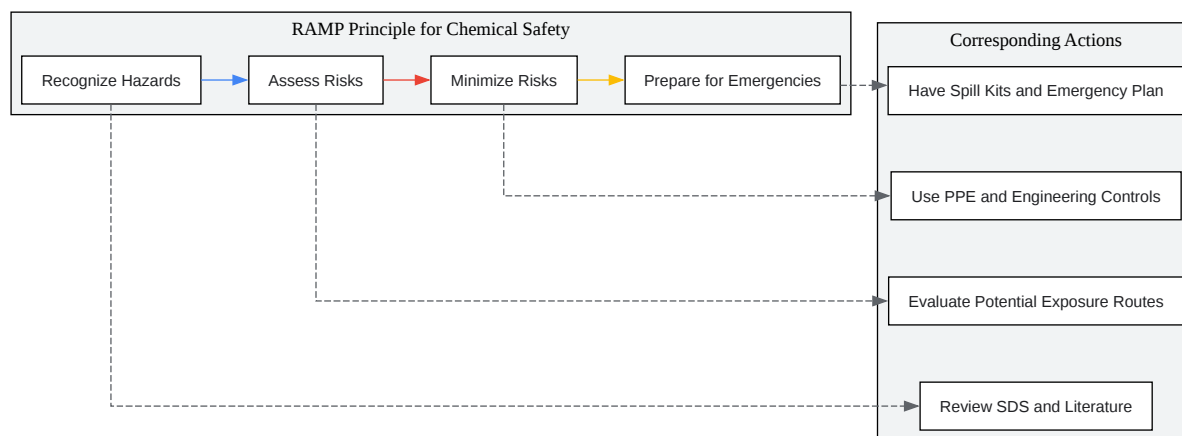 RAMP Principle for Chemical Safety
Recognize Hazards
Assess Risks
Minimize Risks
Prepare for Emergencies
Corresponding Actions
Have Spill Kits and Emergency Plan
Use PPE and Engineering Controls
Evaluate Potential Exposure Routes
Review SDS and Literature